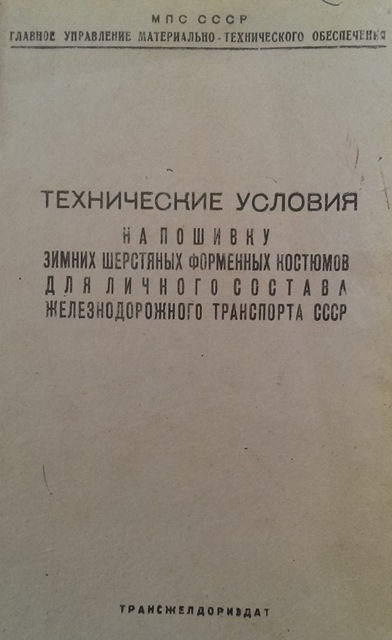 МПС СССР
ГЛАВНОЕ УПРАВЛЕНИЕ МАТЕРИАЛЬНО-ТЕХНИЧЕСКОГО ОБЕСПЕЧЕНИЯ
ТЕХНИЧЕСКИЕ УСЛОВИЯ
НА ПОШИВКУ
ЗИМНИХ ШЕРСТЯНЫХ ФОРМЕННЫХ КОСТЮМОВ
ДЛЯ ЛИЧНОГО СОСТАВА
ЖЕЛЕЗНОДОРОЖНОГО ТРАНСПОРТА СССР
ТРАНСЖЕЛДОРИЗДАТ